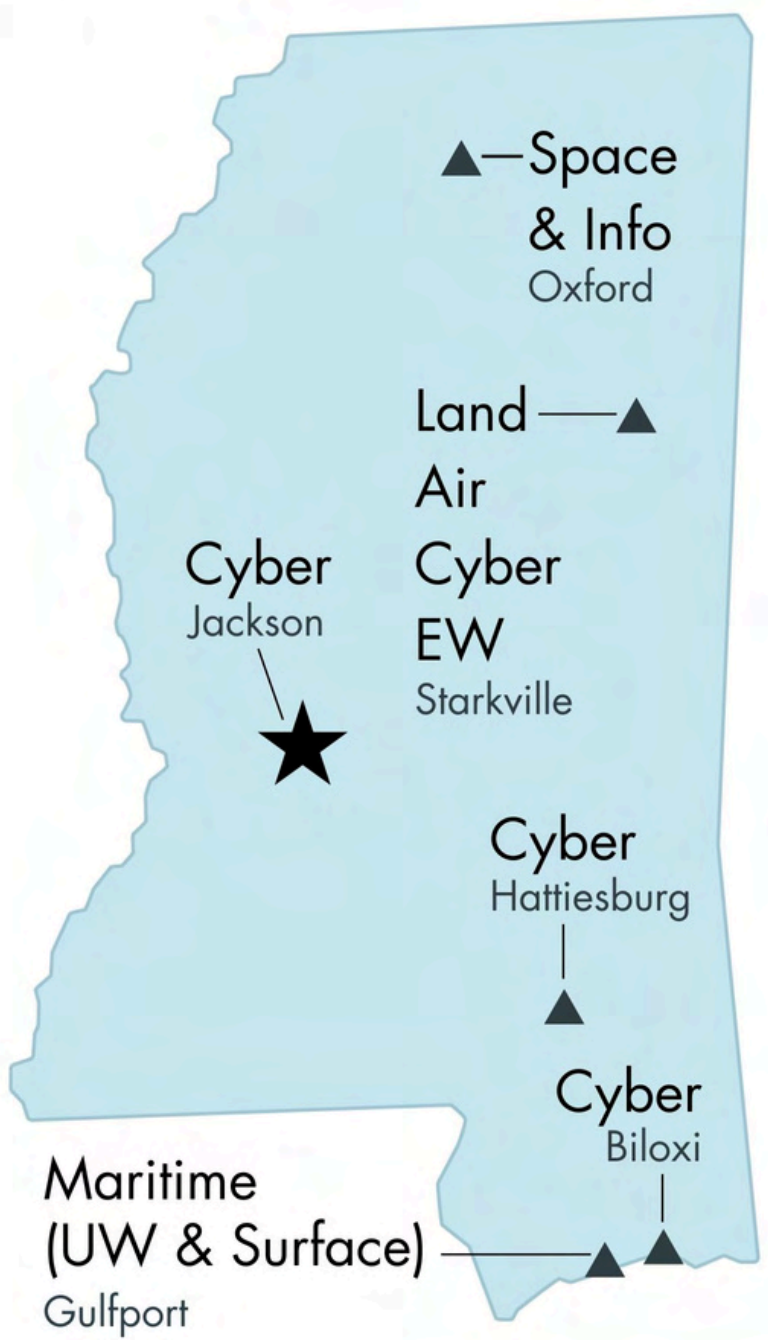 Space
& Info
Oxford
Land
Air
Cyber
EW
Starkville
Cyber
Jackson
Cyber
Hattiesburg
Cyber
Biloxi
Maritime
(UW & Surface)
Gulfport